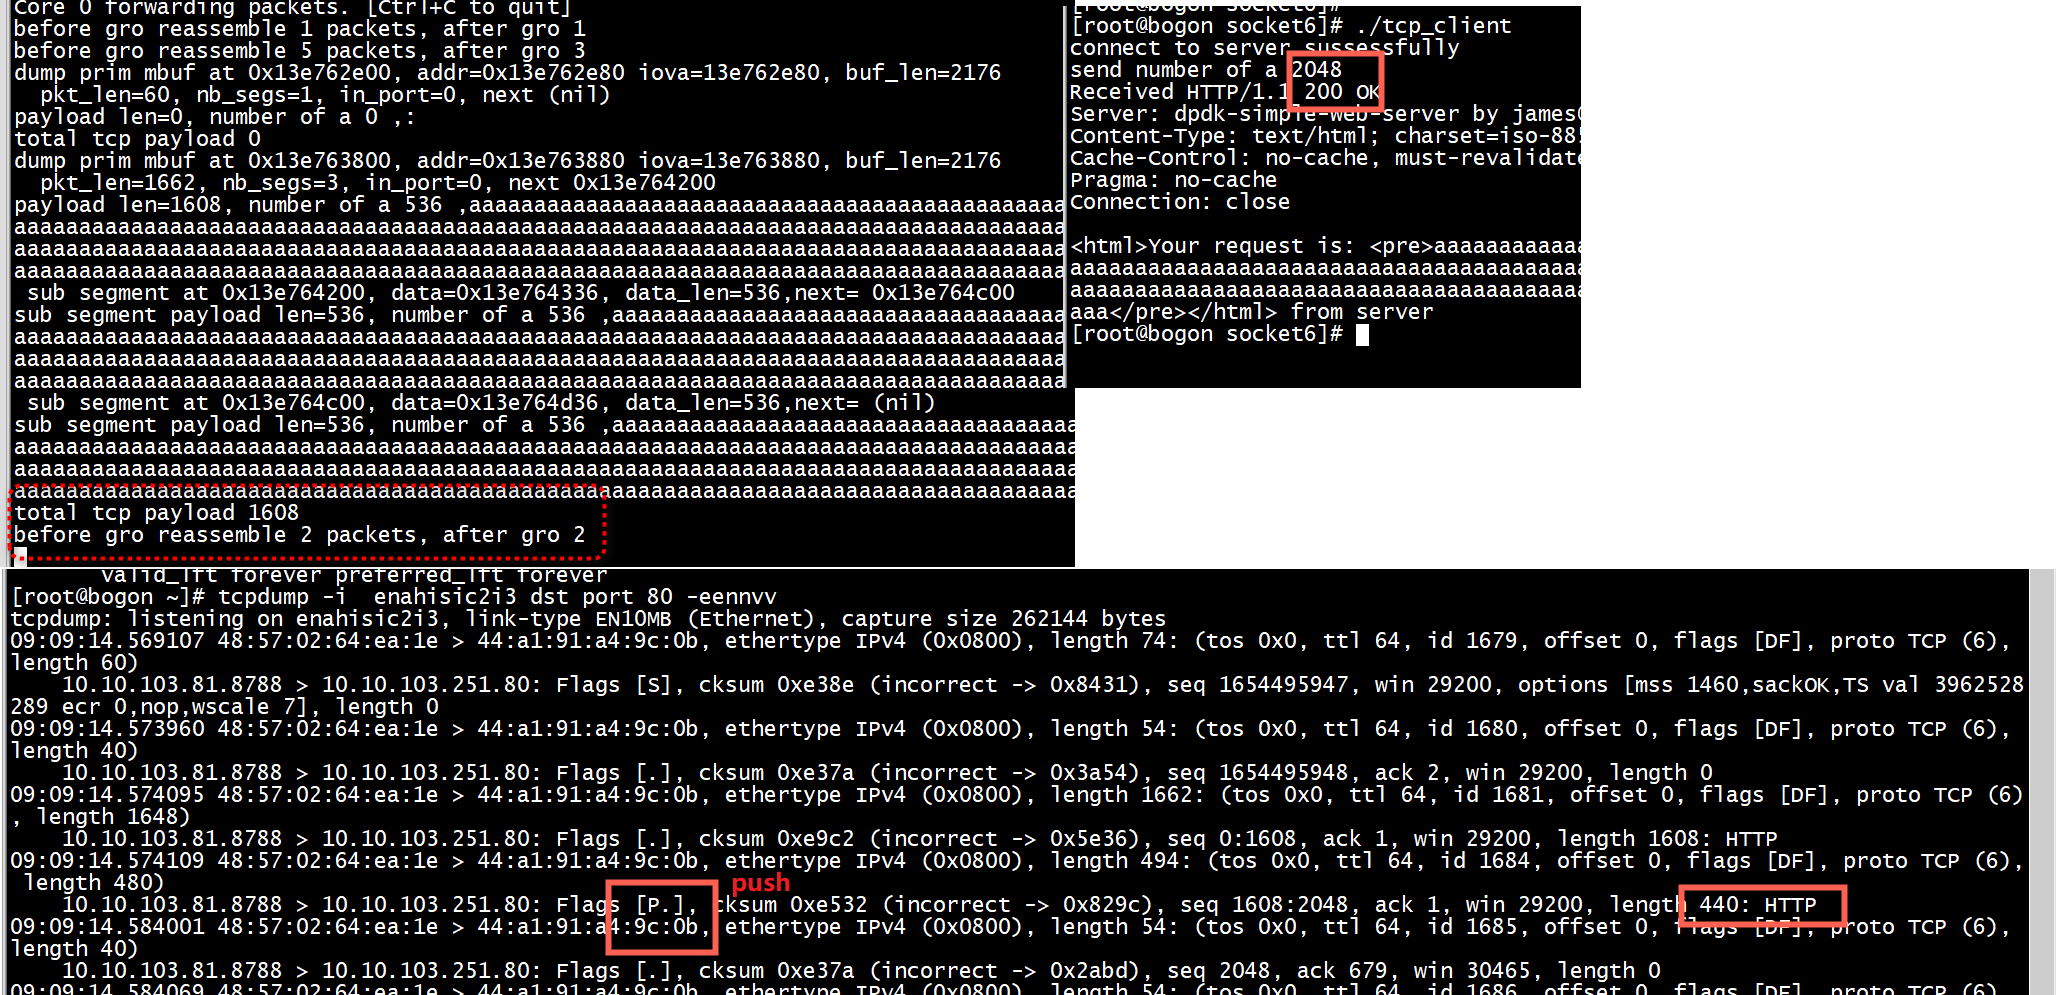 Core 0 forwarding packets. [Ctrl+C to quit]
before gro reassemble 1 packets, after gro 1
before gro reassemble 5 packets, after gro 3
dump prim mbuf at 0x13e762e00, addr=0x13e762e80 iova=13e762e80, buf_len=2176
pkt_len=60, nb_segs=1, in_port=0, next (nil)
payload len=0, number of a 0 ,:
total tcp payload 0
dump prim mbuf at 0x13e763800, addr=0x13e763880 iova=13e763880, buf_len=2176
pkt_len=1662, nb_segs=3, in_port=0, next 0x13e764200
payload len=1608, number of a 536 ,aaaaaaaaaaaaaaaaaaaaaaaaaaaaaaaaaaaaaaaaaaaaaa
aaaaaaaaaaaaaaaaaaaaaaaaaaaaaaaaaaaaaaaaaaaaaaaaaaaaaaaaaaaaaaaaaaaaaaaaaaaaaaaaa
aaaaaaaaaaaaaaaaaaaaaaaaaaaaaaaaaaaaaaaaaaaaaaaaaaaaaaaaaaaaaaaaaaaaaaaaaaaaaaaaa
aaaaaaaaaaaaaaaaaaaaaaaaaaaaaaaaaaaaaaaaaaaaaaaaaaaaaaaaaaaaaaaaaaaaaaaaaaaaaaaaa
sub segment at 0x13e764200, data=0x13e764336, data_len=536,next= 0x13e764c00
sub segment payload len=536, number of a 536 ,aaaaaaaaaaaaaaaaaaaaaaaaaaaaaaaaaaa
aaaaaaaaaaaaaaaaaaaaaaaaaaaaaaaaaaaaaaaaaaaaaaaaaaaaaaaaaaaaaaaaaaaaaaaaaaaaaaaaa
aaaaaaaaaaaaaaaaaaaaaaaaaaaaaaaaaaaaaaaaaaaaaaaaaaaaaaaaaaaaaaaaaaaaaaaaaaaaaaaaa
aaaaaaaaaaaaaaaaaaaaaaaaaaaaaaaaaaaaaaaaaaaaaaaaaaaaaaaaaaaaaaaaaaaaaaaaaaaaaaaaa
sub segment at 0x13e764c00, data=0x13e764d36, data_len=536,next= (nil)
sub segment payload len=536, number of a 536 ,aaaaaaaaaaaaaaaaaaaaaaaaaaaaaaaaaaaa
aaaaaaaaaaaaaaaaaaaaaaaaaaaaaaaaaaaaaaaaaaaaaaaaaaaaaaaaaaaaaaaaaaaaaaaaaaaaaaaaaa
aaaaaaaaaaaaaaaaaaaaaaaaaaaaaaaaaaaaaaaaaaaaaaaaaaaaaaaaaaaaaaaaaaaaaaaaaaaaaaaaaa
aaaaaaaaaaaaaaaaaaaaaaaaaaaaaaaaaaaaaaaaaaaaaaaaaaaaaaaaaaaaaaaaaaaaaaaaaaaaaaaaaa
total tcp payload 1608
before gro reassemble 2 packets, after gro 2
[root@bogon socket6]#
[root@bogon socket6]# ./tcp_client
connect to server sussessfully
send number of a 2048
Received HTTP/1.1 200 OK
Server: dpdk-simple-web-server by james
Content-Type: text/html; charset=iso-885
Cache-Control: no-cache, must-revalidate
Pragma: no-cache
Connection: close
<html>Your request is: <pre>aaaaaaaaaaaa
aaaaaaaaaaaaaaaaaaaaaaaaaaaaaaaaaaaaaaaa
aaaaaaaaaaaaaaaaaaaaaaaaaaaaaaaaaaaaaaaa
aaa</pre></html> from server
[root@bogon socket6]#
valid_lft forever preferred_lft forever
[root@bogon ~]# tcpdump -i  enahisic2i3 dst port 80 -eennvv
tcpdump: listening on enahisic2i3, link-type EN10MB (Ethernet), capture size 262144 bytes
09:09:14.569107 48:57:02:64:ea:1e > 44:a1:91:a4:9c:0b, ethertype IPv4 (0x0800), length 74: (tos 0x0, ttl 64, id 1679, offset 0, flags [DF], proto TCP (6),
length 60)
10.10.103.81.8788 > 10.10.103.251.80: Flags [S], cksum 0xe38e (incorrect -> 0x8431), seq 1654495947, win 29200, options [mss 1460,sackOK,TS val 3962528
289 ecr 0,nop,wscale 7], length 0
09:09:14.573960 48:57:02:64:ea:1e > 44:a1:91:a4:9c:0b, ethertype IPv4 (0x0800), length 54: (tos 0x0, ttl 64, id 1680, offset 0, flags [DF], proto TCP (6),
length 40)
10.10.103.81.8788 > 10.10.103.251.80: Flags [.], cksum 0xe37a (incorrect -> 0x3a54), seq 1654495948, ack 2, win 29200, length 0
09:09:14.574095 48:57:02:64:ea:1e > 44:a1:91:a4:9c:0b, ethertype IPv4 (0x0800), length 1662: (tos 0x0, ttl 64, id 1681, offset 0, flags [DF], proto TCP (6)
, length 1648)
10.10.103.81.8788 > 10.10.103.251.80: Flags [.], cksum 0xe9c2 (incorrect -> 0x5e36), seq 0:1608, ack 1, win 29200, length 1608: HTTP
09:09:14.574109 48:57:02:64:ea:1e > 44:a1:91:a4:9c:0b, ethertype IPv4 (0x0800), length 494: (tos 0x0, ttl 64, id 1684, offset 0, flags [DF], proto TCP (6),
length 480)
push
10.10.103.81.8788 > 10.10.103.251.80: Flags [P.], cksum 0xe532 (incorrect -> 0x829c), seq 1608:2048, ack 1, win 29200, length 440: HTTP
09:09:14.584001 48:57:02:64:ea:1e > 44:a1:91:a4:9c:0b, ethertype IPv4 (0x0800), length 54: (tos 0x0, ttl 64, id 1685, offset 0, flags [DF], proto TCP (6),
length 40)
10.10.103.81.8788 > 10.10.103.251.80: Flags [.], cksum 0xe37a (incorrect -> 0x2abd), seq 2048, ack 679, win 30465, length 0
09:09:14.584069 48:57:02:64:ea:1e > 44:a1:91:a4:9c:0b, ethertype IPv4 (0x0800), length 54: (tos 0x0, ttl 64, id 1686, offset 0, flags [DF], proto TCP (6),